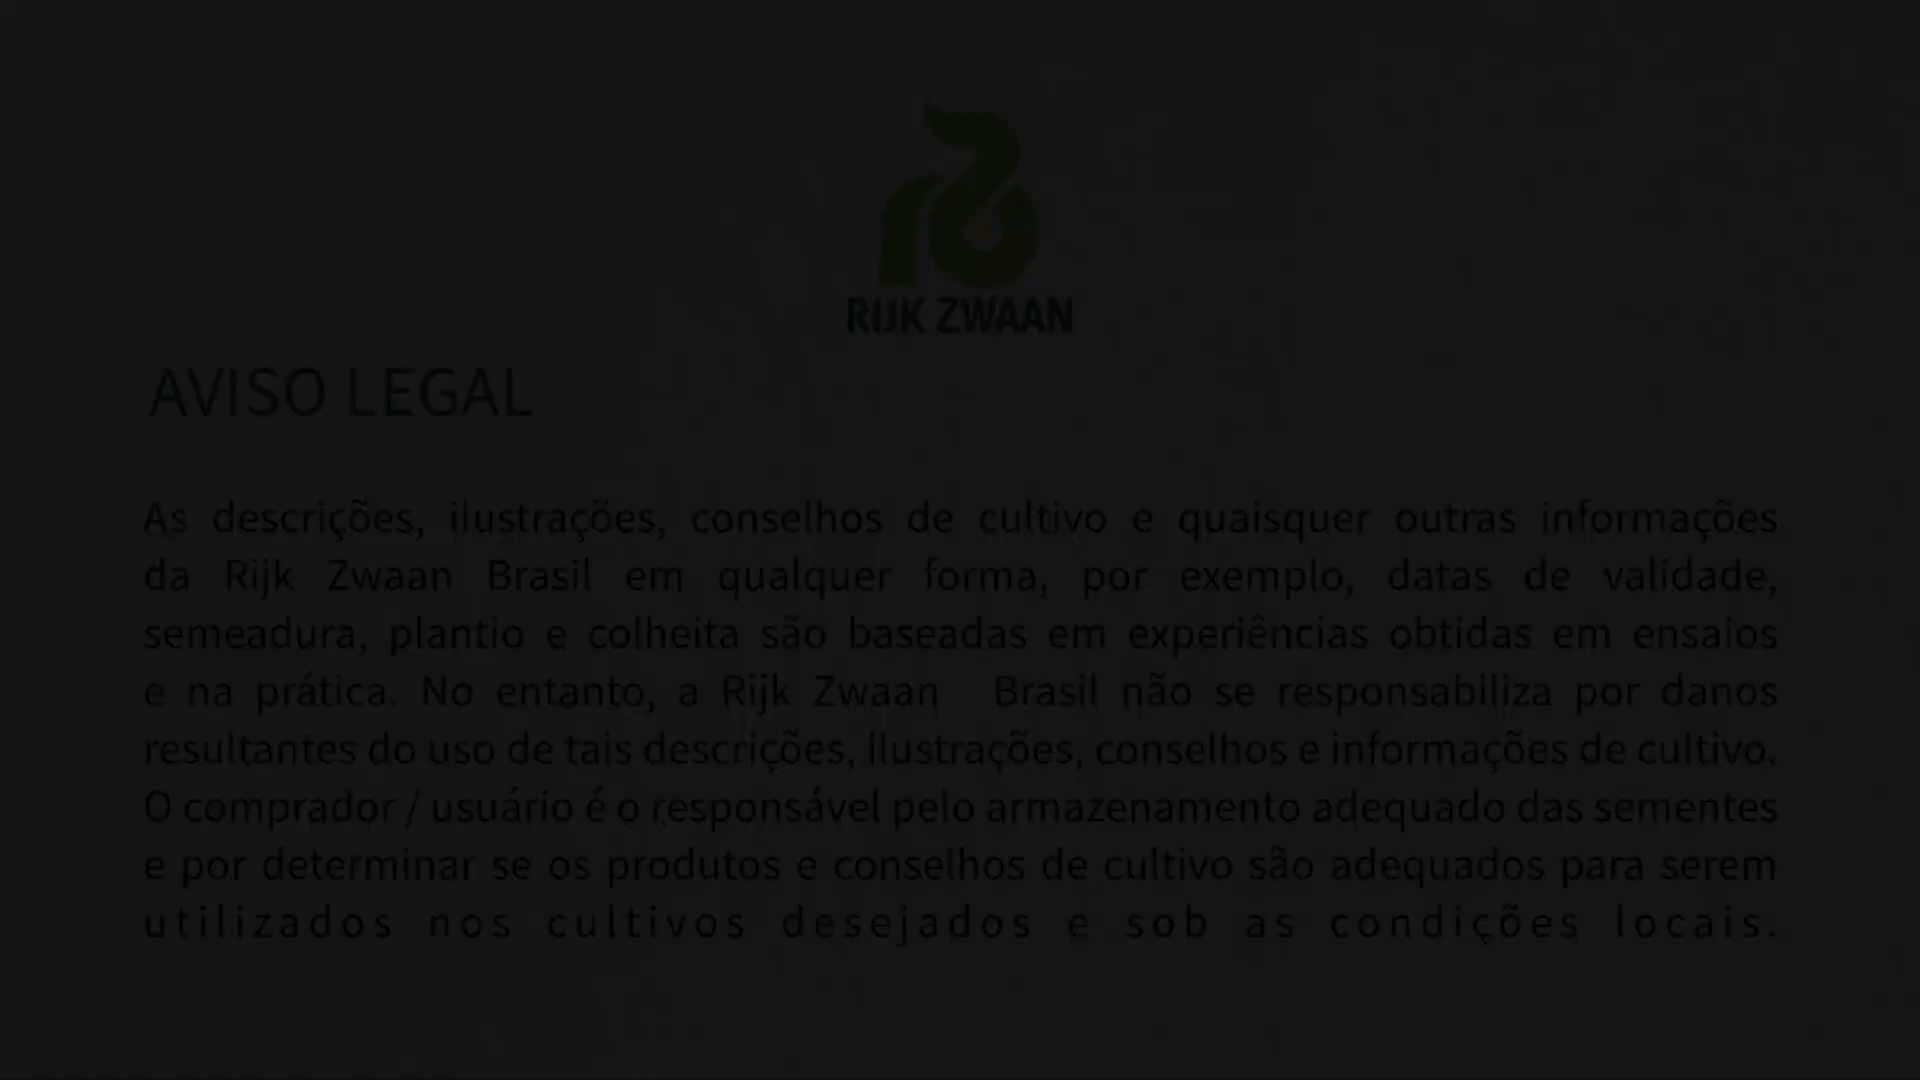 RIJK ZWAAN
AVISO LEGAL
As descrições, ilustrações, conselhos de cultivo e quaisquer outras informações
da Rijk Zwaan Brasil em qualquer forma, por exemplo, datas de validade,
semeadura, plantio e colheita são baseadas em experiências obtidas em ensaios
e na prática. No entanto, a Rijk Zwaan Brasil não se responsabiliza por danos
resultantes do uso de tais descrições, ilustrações, conselhos e informações de cultivo.
O comprador / usuário é o responsável pelo armazenamento adequado das sementes
e por determinar se os produtos e conselhos de cultivo são adequados para serem
utilizados nos cultivos desejados e sob as condições locais.